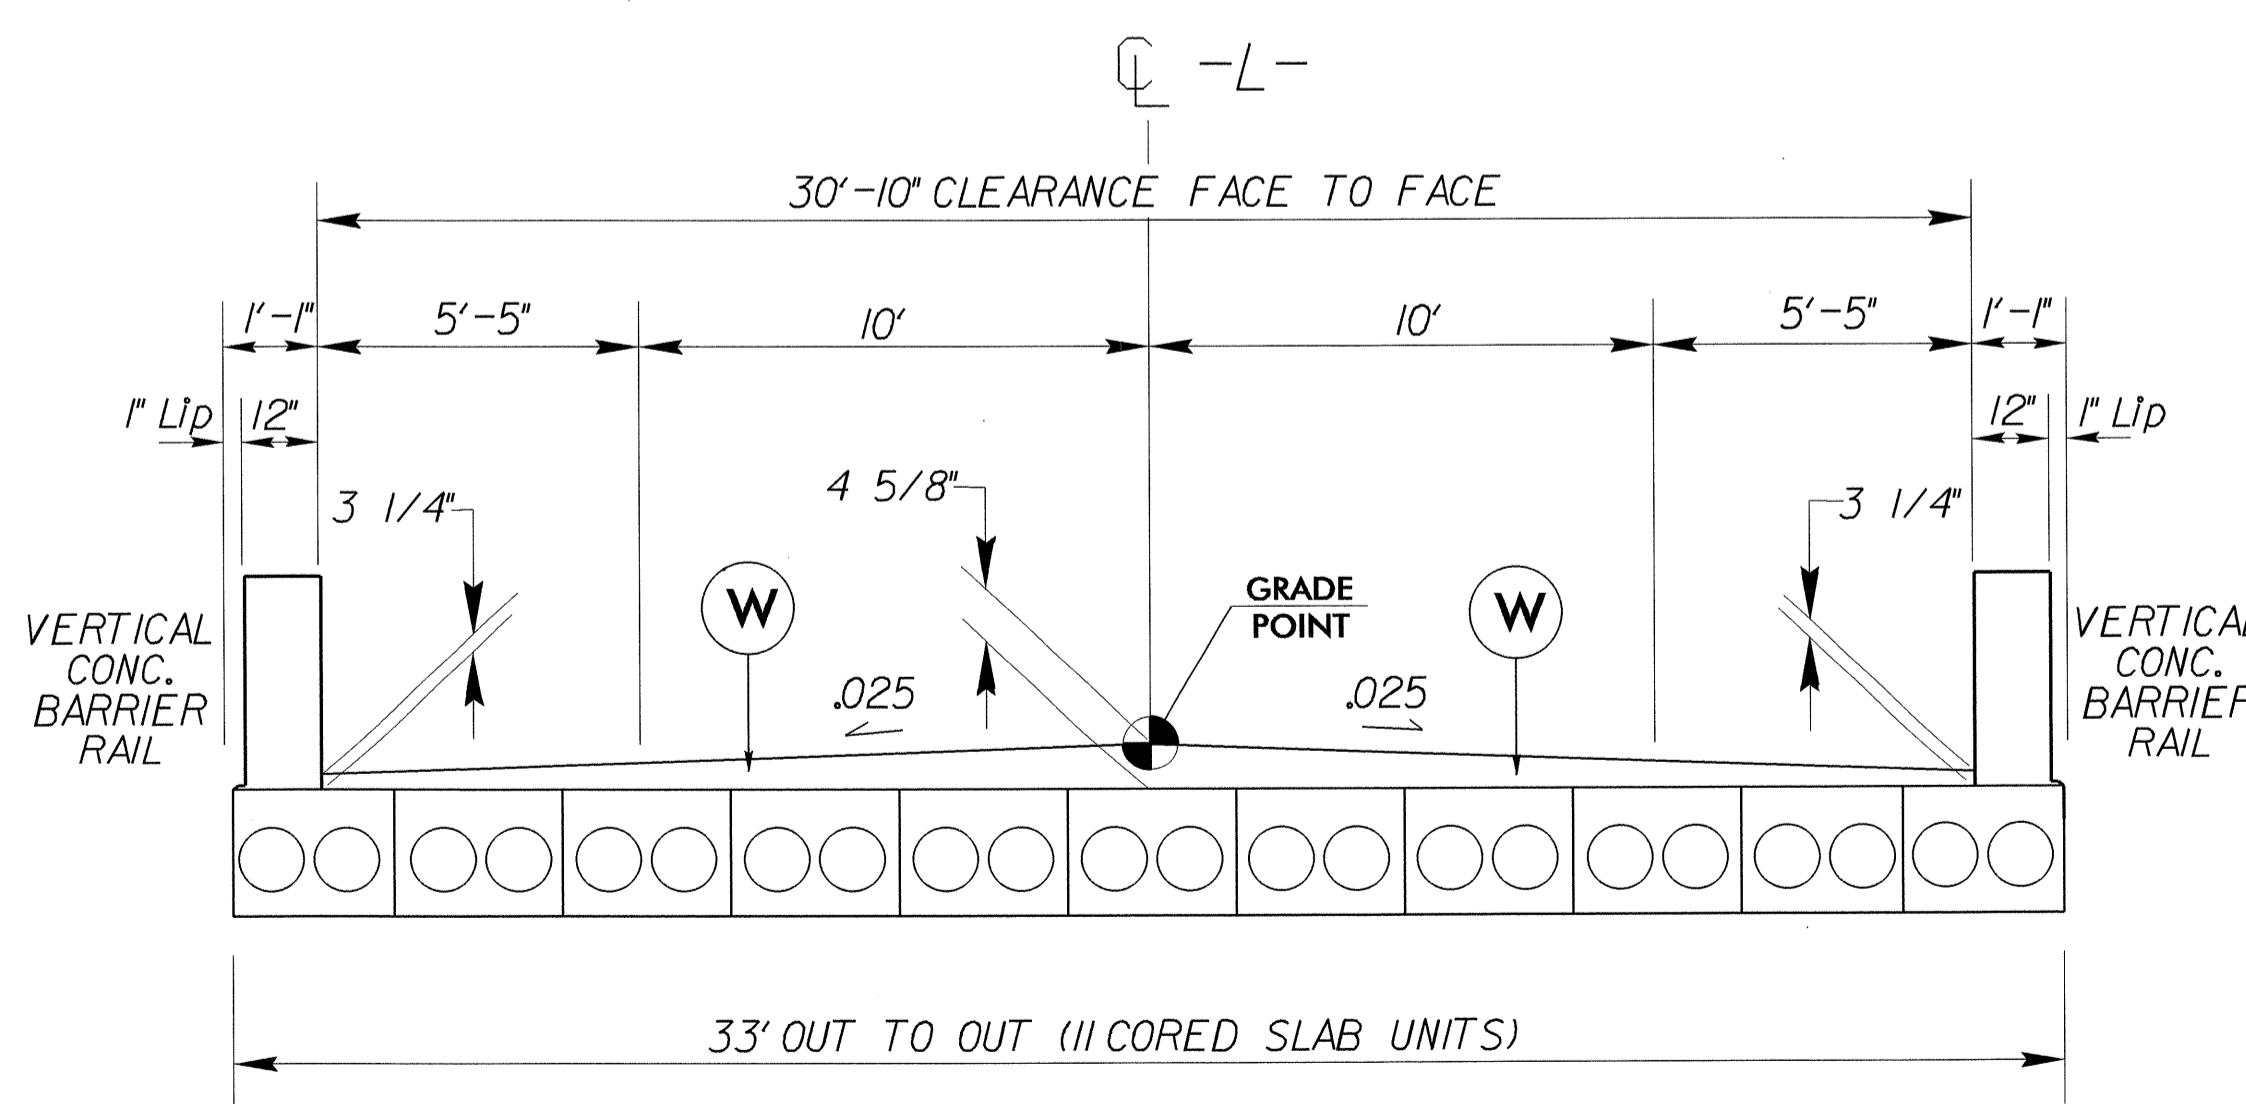 ℄ -L-
30'-10" CLEARANCE FACE TO FACE
1'-1" 5'-5" 10' 10' 5'-5" 1'-1"
1" Lip 12" 12" 1" Lip
3 1/4" 4 5/8" 3 1/4"
W W
GRADE
POINT
VERTICAL
CONC.
BARRIER
RAIL
.025 .025
VERTICAL
CONC.
BARRIER
RAIL
33' OUT TO OUT (11 CORED SLAB UNITS)